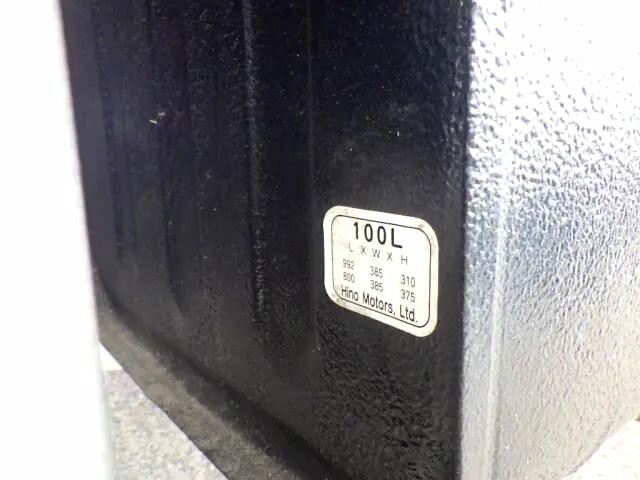 100L
L X W X H
992 385 310
800 385 375
Hino Motors, Ltd.